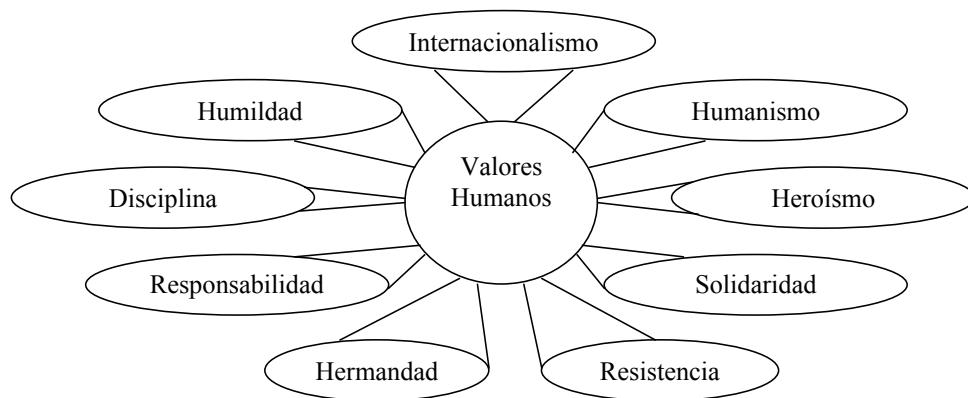 Internacionalismo
Humildad
Humanismo
Valores
Humanos
Disciplina
Heroísmo
Responsabilidad
Solidaridad
Hermandad
Resistencia